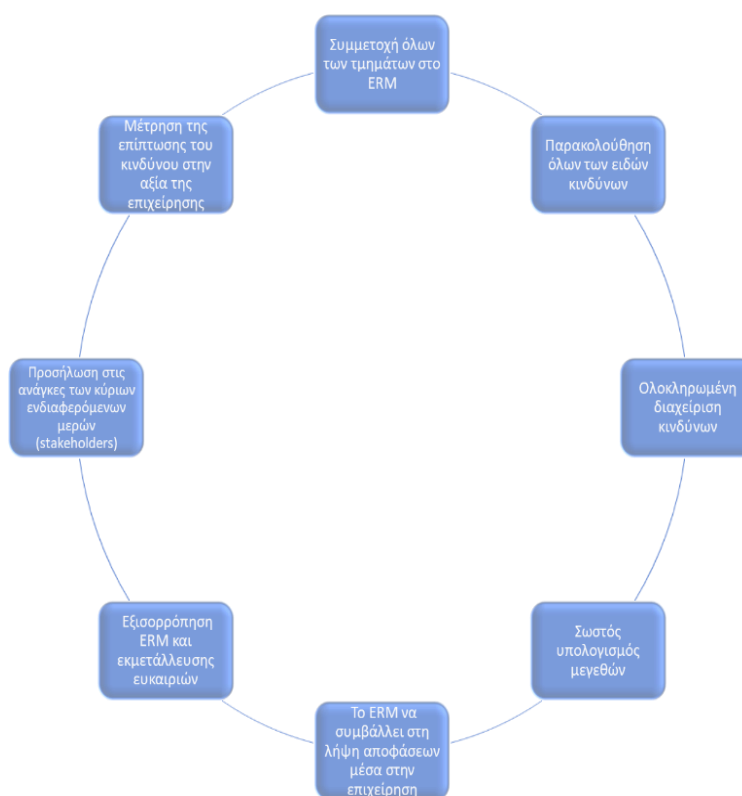 Συμμετοχή όλων
των τμημάτων στο
ERM
Παρακολούθηση
όλων των ειδών
κινδύνων
Ολοκληρωμένη
διαχείριση
κινδύνων
Σωστός
υπολογισμός
μεγεθών
Το ERM να
συμβάλλει στη
λήψη αποφάσεων
μέσα στην
επιχείρηση
Εξισορρόπηση
ERM και
εκμετάλλευσης
ευκαιριών
Προσήλωση στις
ανάγκες των κύριων
ενδιαφερόμενων
μερών
(stakeholders)
Μέτρηση της
επίπτωσης του
κινδύνου στην
αξία της
επιχείρησης